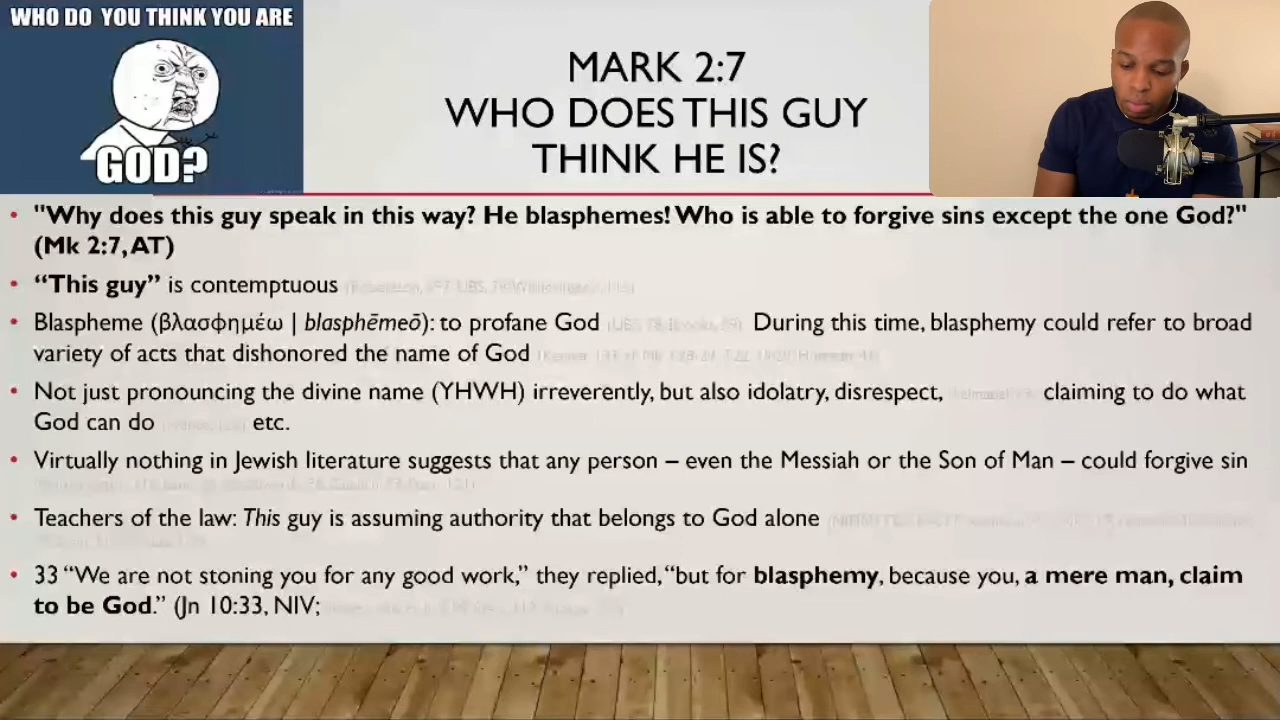 WHO DO YOU THINK YOU ARE
GOD?
MARK 2:7
WHO DOES THIS GUY
THINK HE IS?
• "Why does this guy speak in this way? He blasphemes! Who is able to forgive sins except the one God?"
(Mk 2:7, AT)
• “This guy” is contemptuous
• Blaspheme (βλασφημέω | blasphēmeō): to profane God During this time, blasphemy could refer to broad
variety of acts that dishonored the name of God
• Not just pronouncing the divine name (YHWH) irreverently, but also idolatry, disrespect, claiming to do what
God can do etc.
• Virtually nothing in Jewish literature suggests that any person – even the Messiah or the Son of Man – could forgive sin
• Teachers of the law: This guy is assuming authority that belongs to God alone
• 33 “We are not stoning you for any good work,” they replied, “but for blasphemy, because you, a mere man, claim
to be God.” (Jn 10:33, NIV;